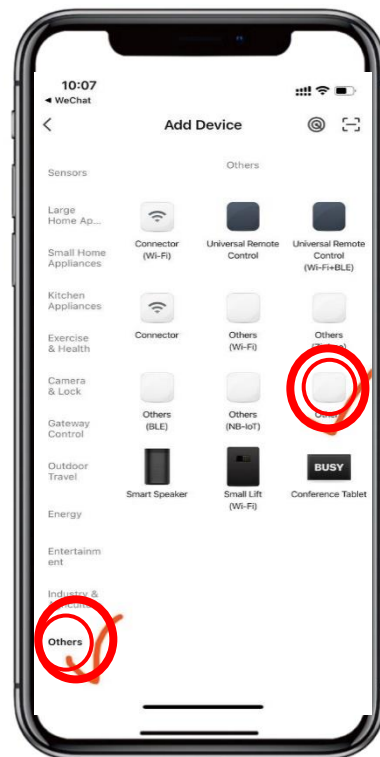 10:07
WeChat
Add Device
Sensors
Others
Large
Home Ap...
Small Home
Appliances
Kitchen
Appliances
Exercise
& Health
Camera
& Lock
Gateway
Control
Outdoor
Travel
Energy
Entertainm
ent
Industry &
Others
Connector
(Wi-Fi)
Universal Remote
Control
Universal Remote
Control
(Wi-Fi+BLE)
Connector
Others
(Wi-Fi)
Others
Others
(BLE)
Others
(NB-IoT)
Smart Speaker
Small Lift
(Wi-Fi)
BUSY
Conference Tablet